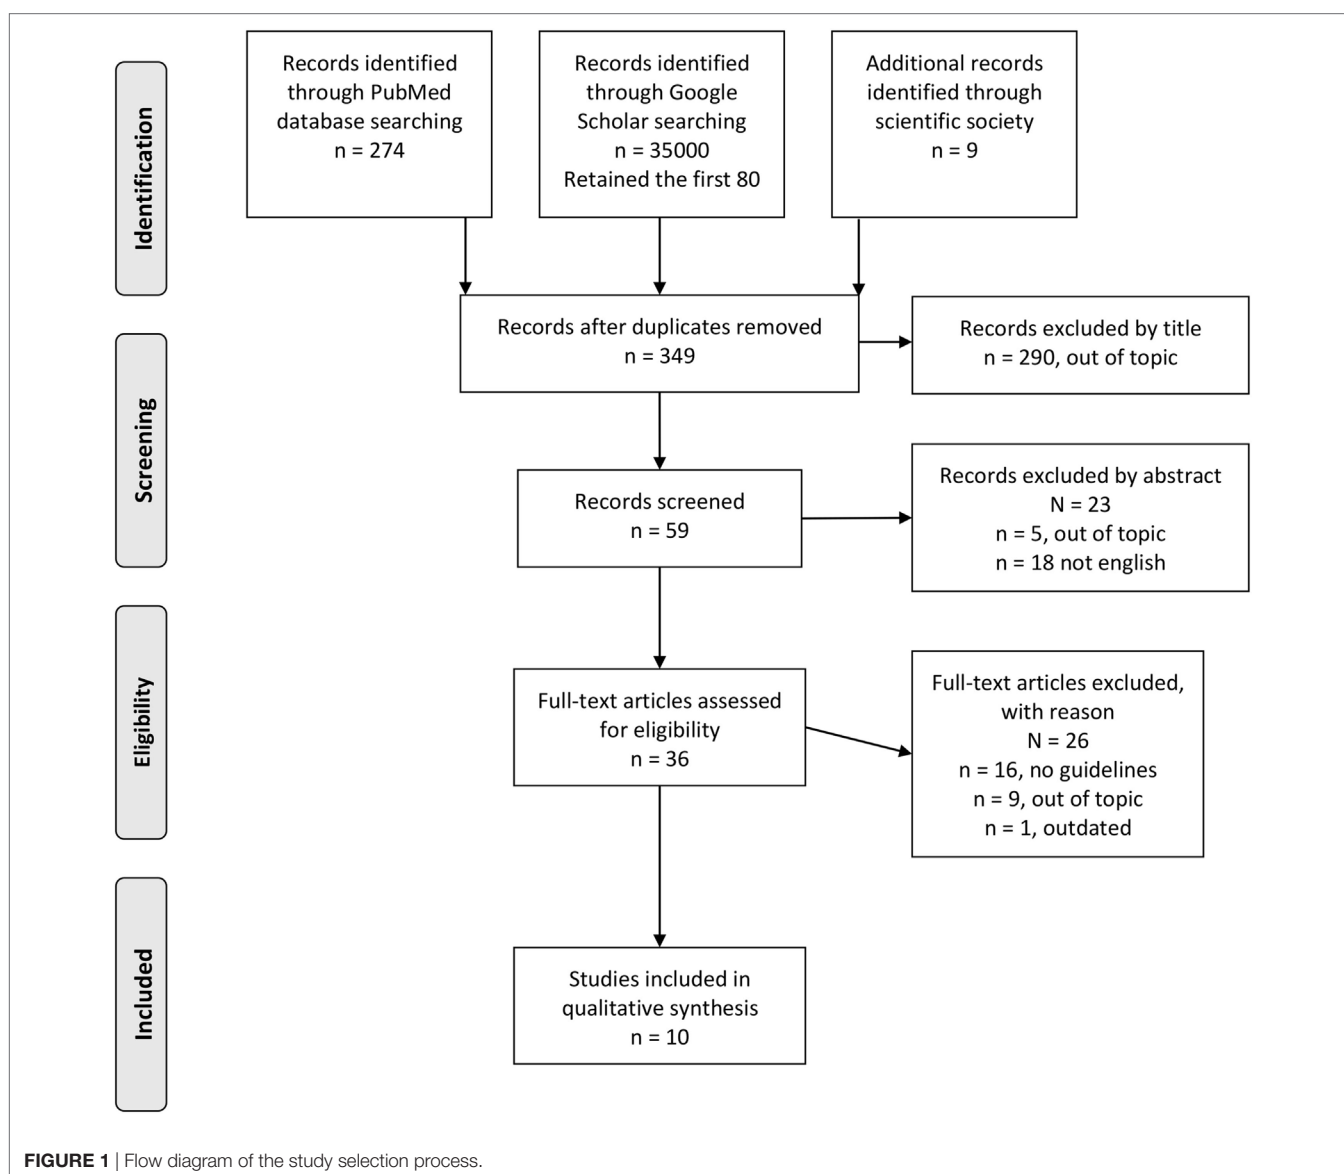 Identification
Records identified
through PubMed
database searching
n = 274
Records identified
through Google
Scholar searching
n = 35000
Retained the first 80
Additional records
identified through
scientific society
n = 9
Screening
Records after duplicates removed
n = 349
Records excluded by title
n = 290, out of topic
Records screened
n = 59
Records excluded by abstract
N = 23
n = 5, out of topic
n = 18 not english
Eligibility
Full-text articles assessed
for eligibility
n = 36
Full-text articles excluded,
with reason
N = 26
n = 16, no guidelines
n = 9, out of topic
n = 1, outdated
Included
Studies included in
qualitative synthesis
n = 10
FIGURE 1 | Flow diagram of the study selection process.